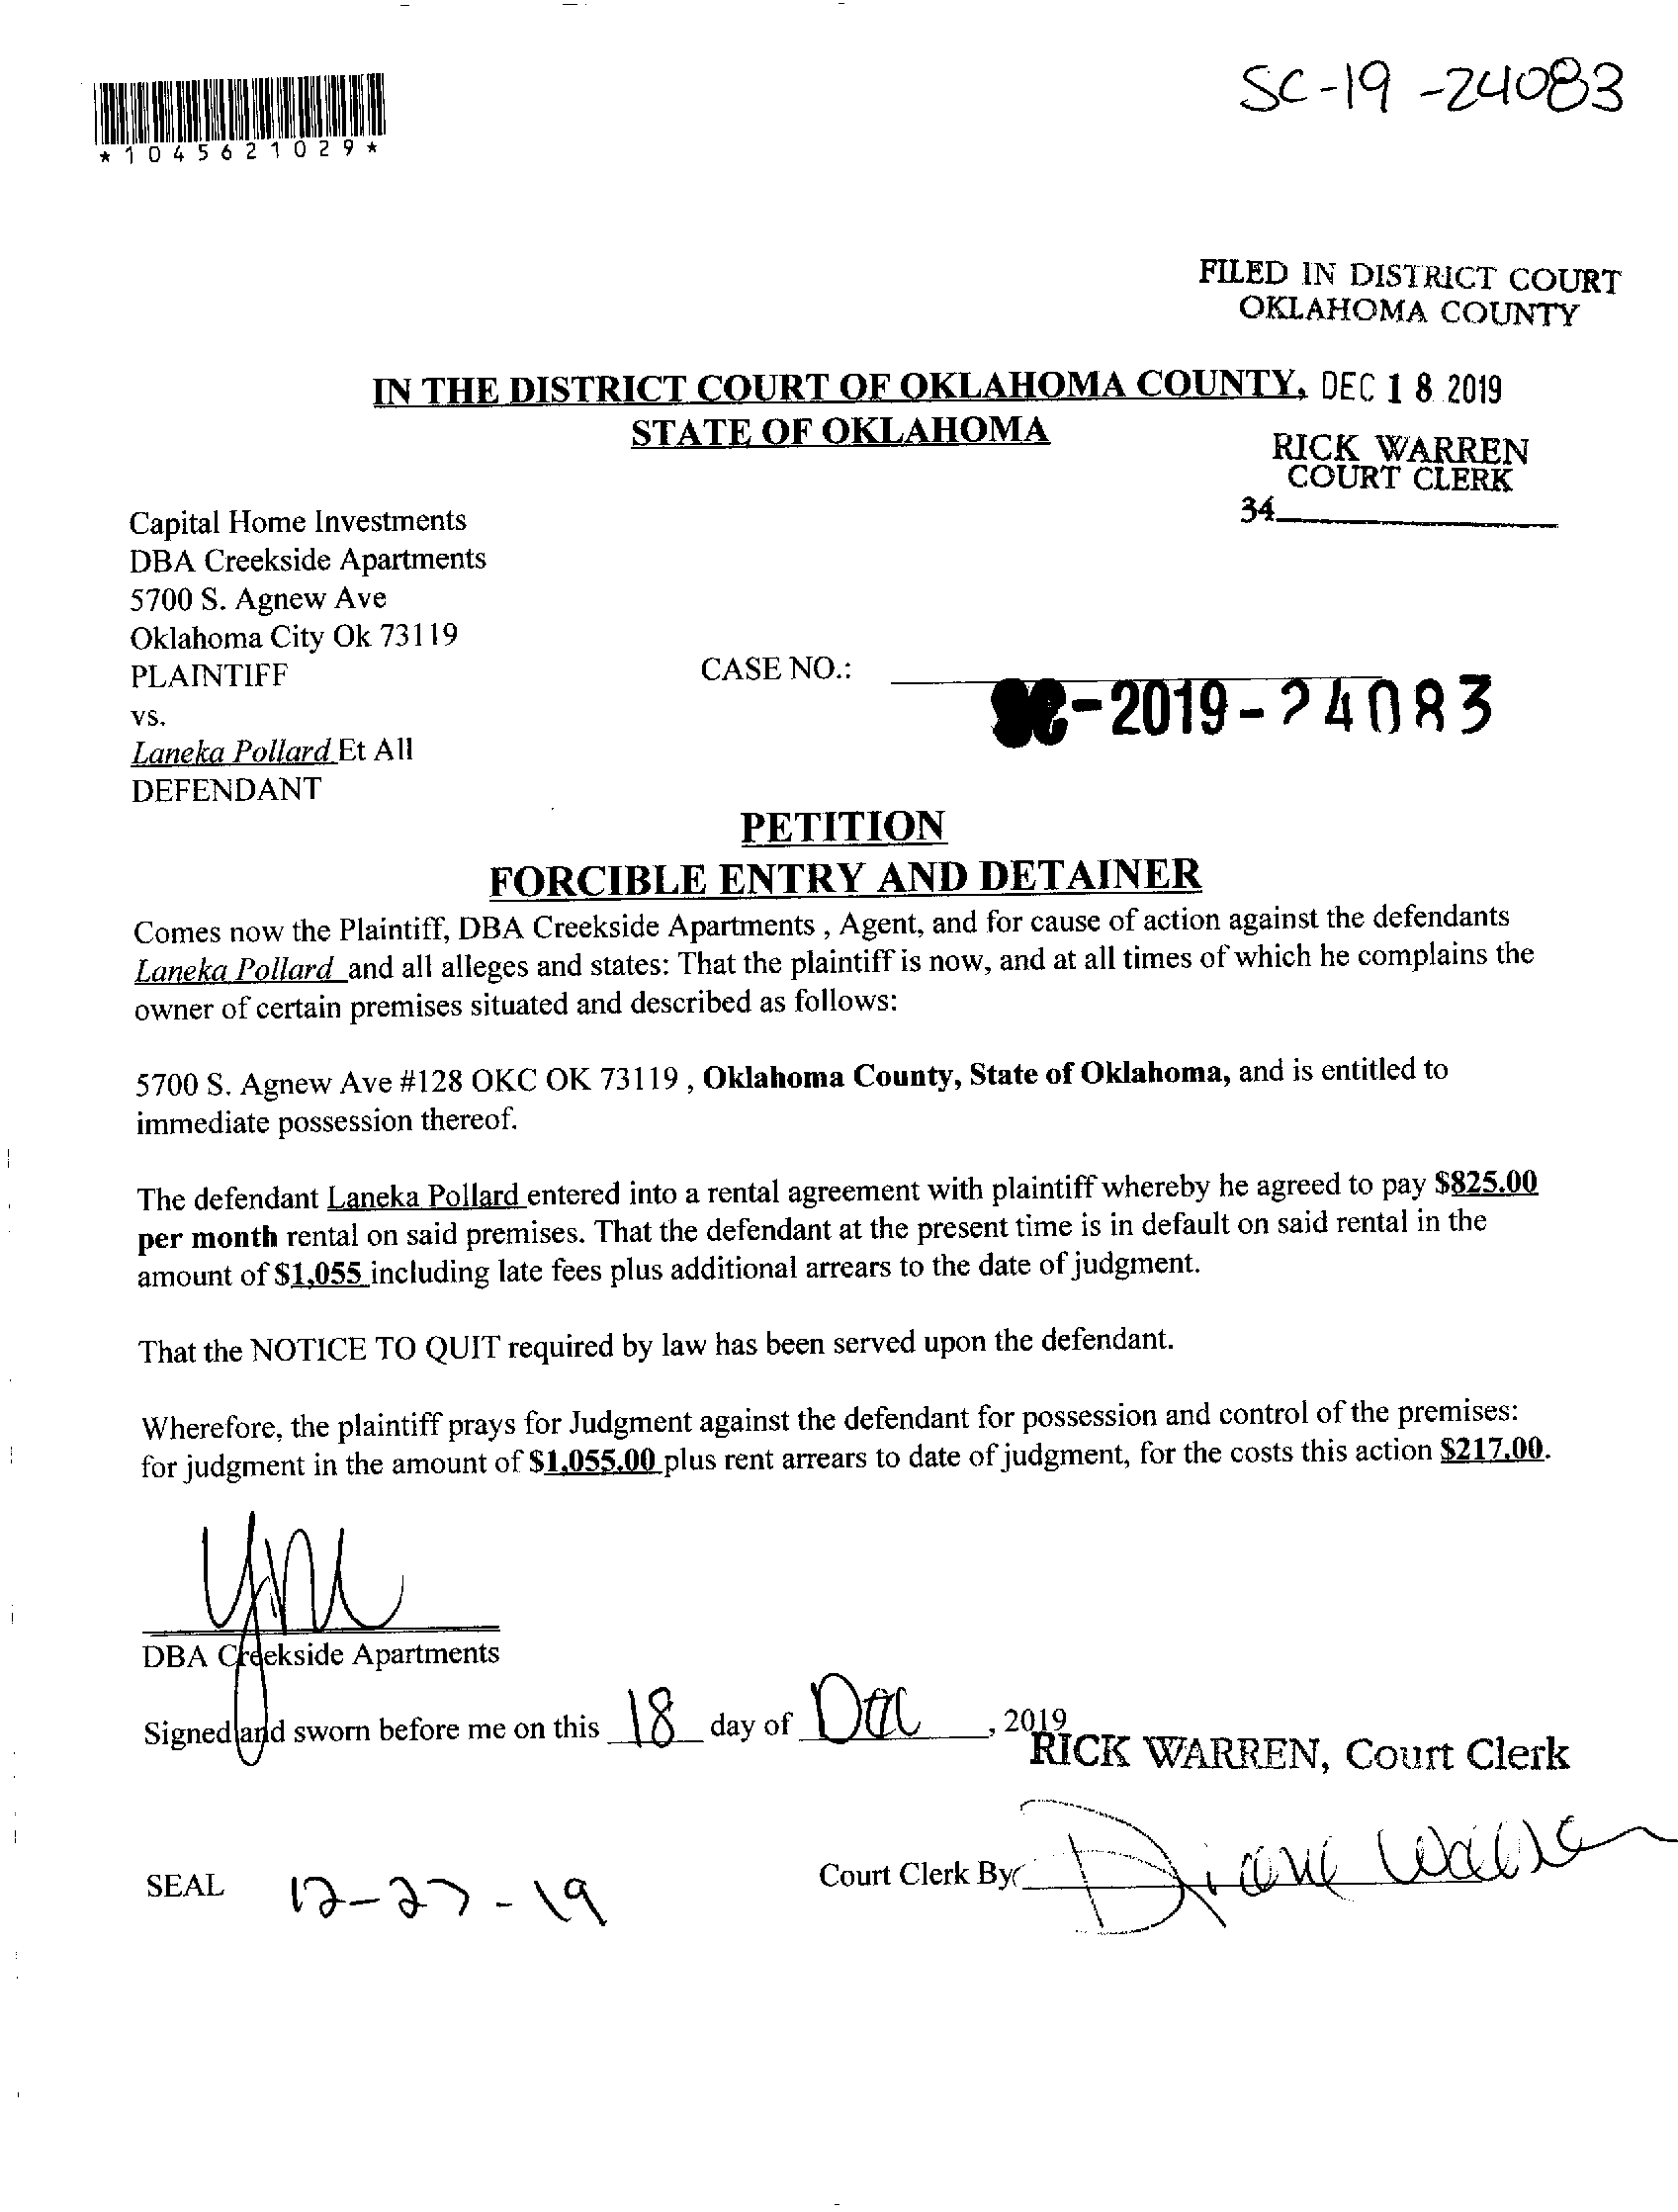 SC-19-24083
*1045621029*
FILED IN DISTRICT COURT
OKLAHOMA COUNTY
IN THE DISTRICT COURT OF OKLAHOMA COUNTY, DEC 18 2019
STATE OF OKLAHOMA
RICK WARREN
COURT CLERK
34
Capital Home Investments
DBA Creekside Apartments
5700 S. Agnew Ave
Oklahoma City Ok 73119
PLAINTIFF
CASE NO.:
SC-2019-24083
vs.
Laneka Pollard Et All
DEFENDANT
PETITION
FORCIBLE ENTRY AND DETAINER
Comes now the Plaintiff, DBA Creekside Apartments , Agent, and for cause of action against the defendants
Laneka Pollard and all alleges and states: That the plaintiff is now, and at all times of which he complains the
owner of certain premises situated and described as follows:
5700 S. Agnew Ave #128 OKC OK 73119 , Oklahoma County, State of Oklahoma, and is entitled to
immediate possession thereof.
The defendant Laneka Pollard entered into a rental agreement with plaintiff whereby he agreed to pay $825.00
per month rental on said premises. That the defendant at the present time is in default on said rental in the
amount of $1,055 including late fees plus additional arrears to the date of judgment.
That the NOTICE TO QUIT required by law has been served upon the defendant.
Wherefore, the plaintiff prays for Judgment against the defendant for possession and control of the premises:
for judgment in the amount of $1,055.00 plus rent arrears to date of judgment, for the costs this action $217.00.
DBA Creekside Apartments
Signed and sworn before me on this 18 day of Dec, 2019
RICK WARREN, Court Clerk
SEAL 12-27-19
Court Clerk By Diane